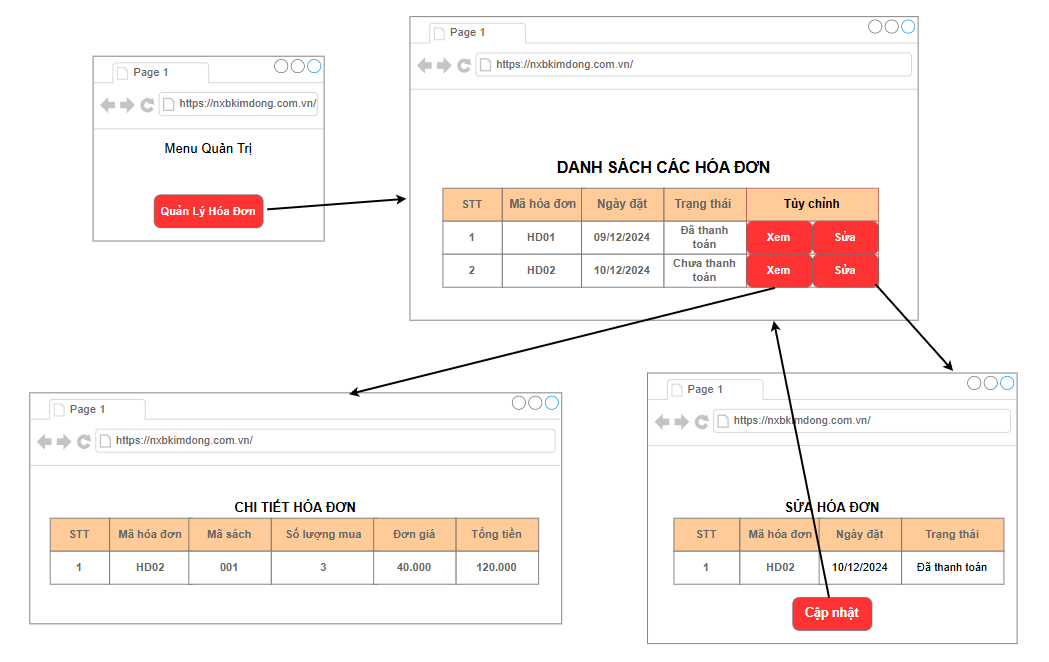 Page 1
https://nxbkimdong.com.vn/
Menu Quản Trị
Quản Lý Hóa Đơn
Page 1
https://nxbkimdong.com.vn/
DANH SÁCH CÁC HÓA ĐƠN
STT Mã hóa đơn Ngày đặt Trạng thái Tùy chỉnh
1 HD01 09/12/2024 Đã thanh toán Xem Sửa
2 HD02 10/12/2024 Chưa thanh toán Xem Sửa
Page 1
https://nxbkimdong.com.vn/
CHI TIẾT HÓA ĐƠN
STT Mã hóa đơn Mã sách Số lượng mua Đơn giá Tổng tiền
1 HD02 001 3 40.000 120.000
Page 1
https://nxbkimdong.com.vn/
SỬA HÓA ĐƠN
STT Mã hóa đơn Ngày đặt Trạng thái
1 HD02 10/12/2024 Đã thanh toán
Cập nhật